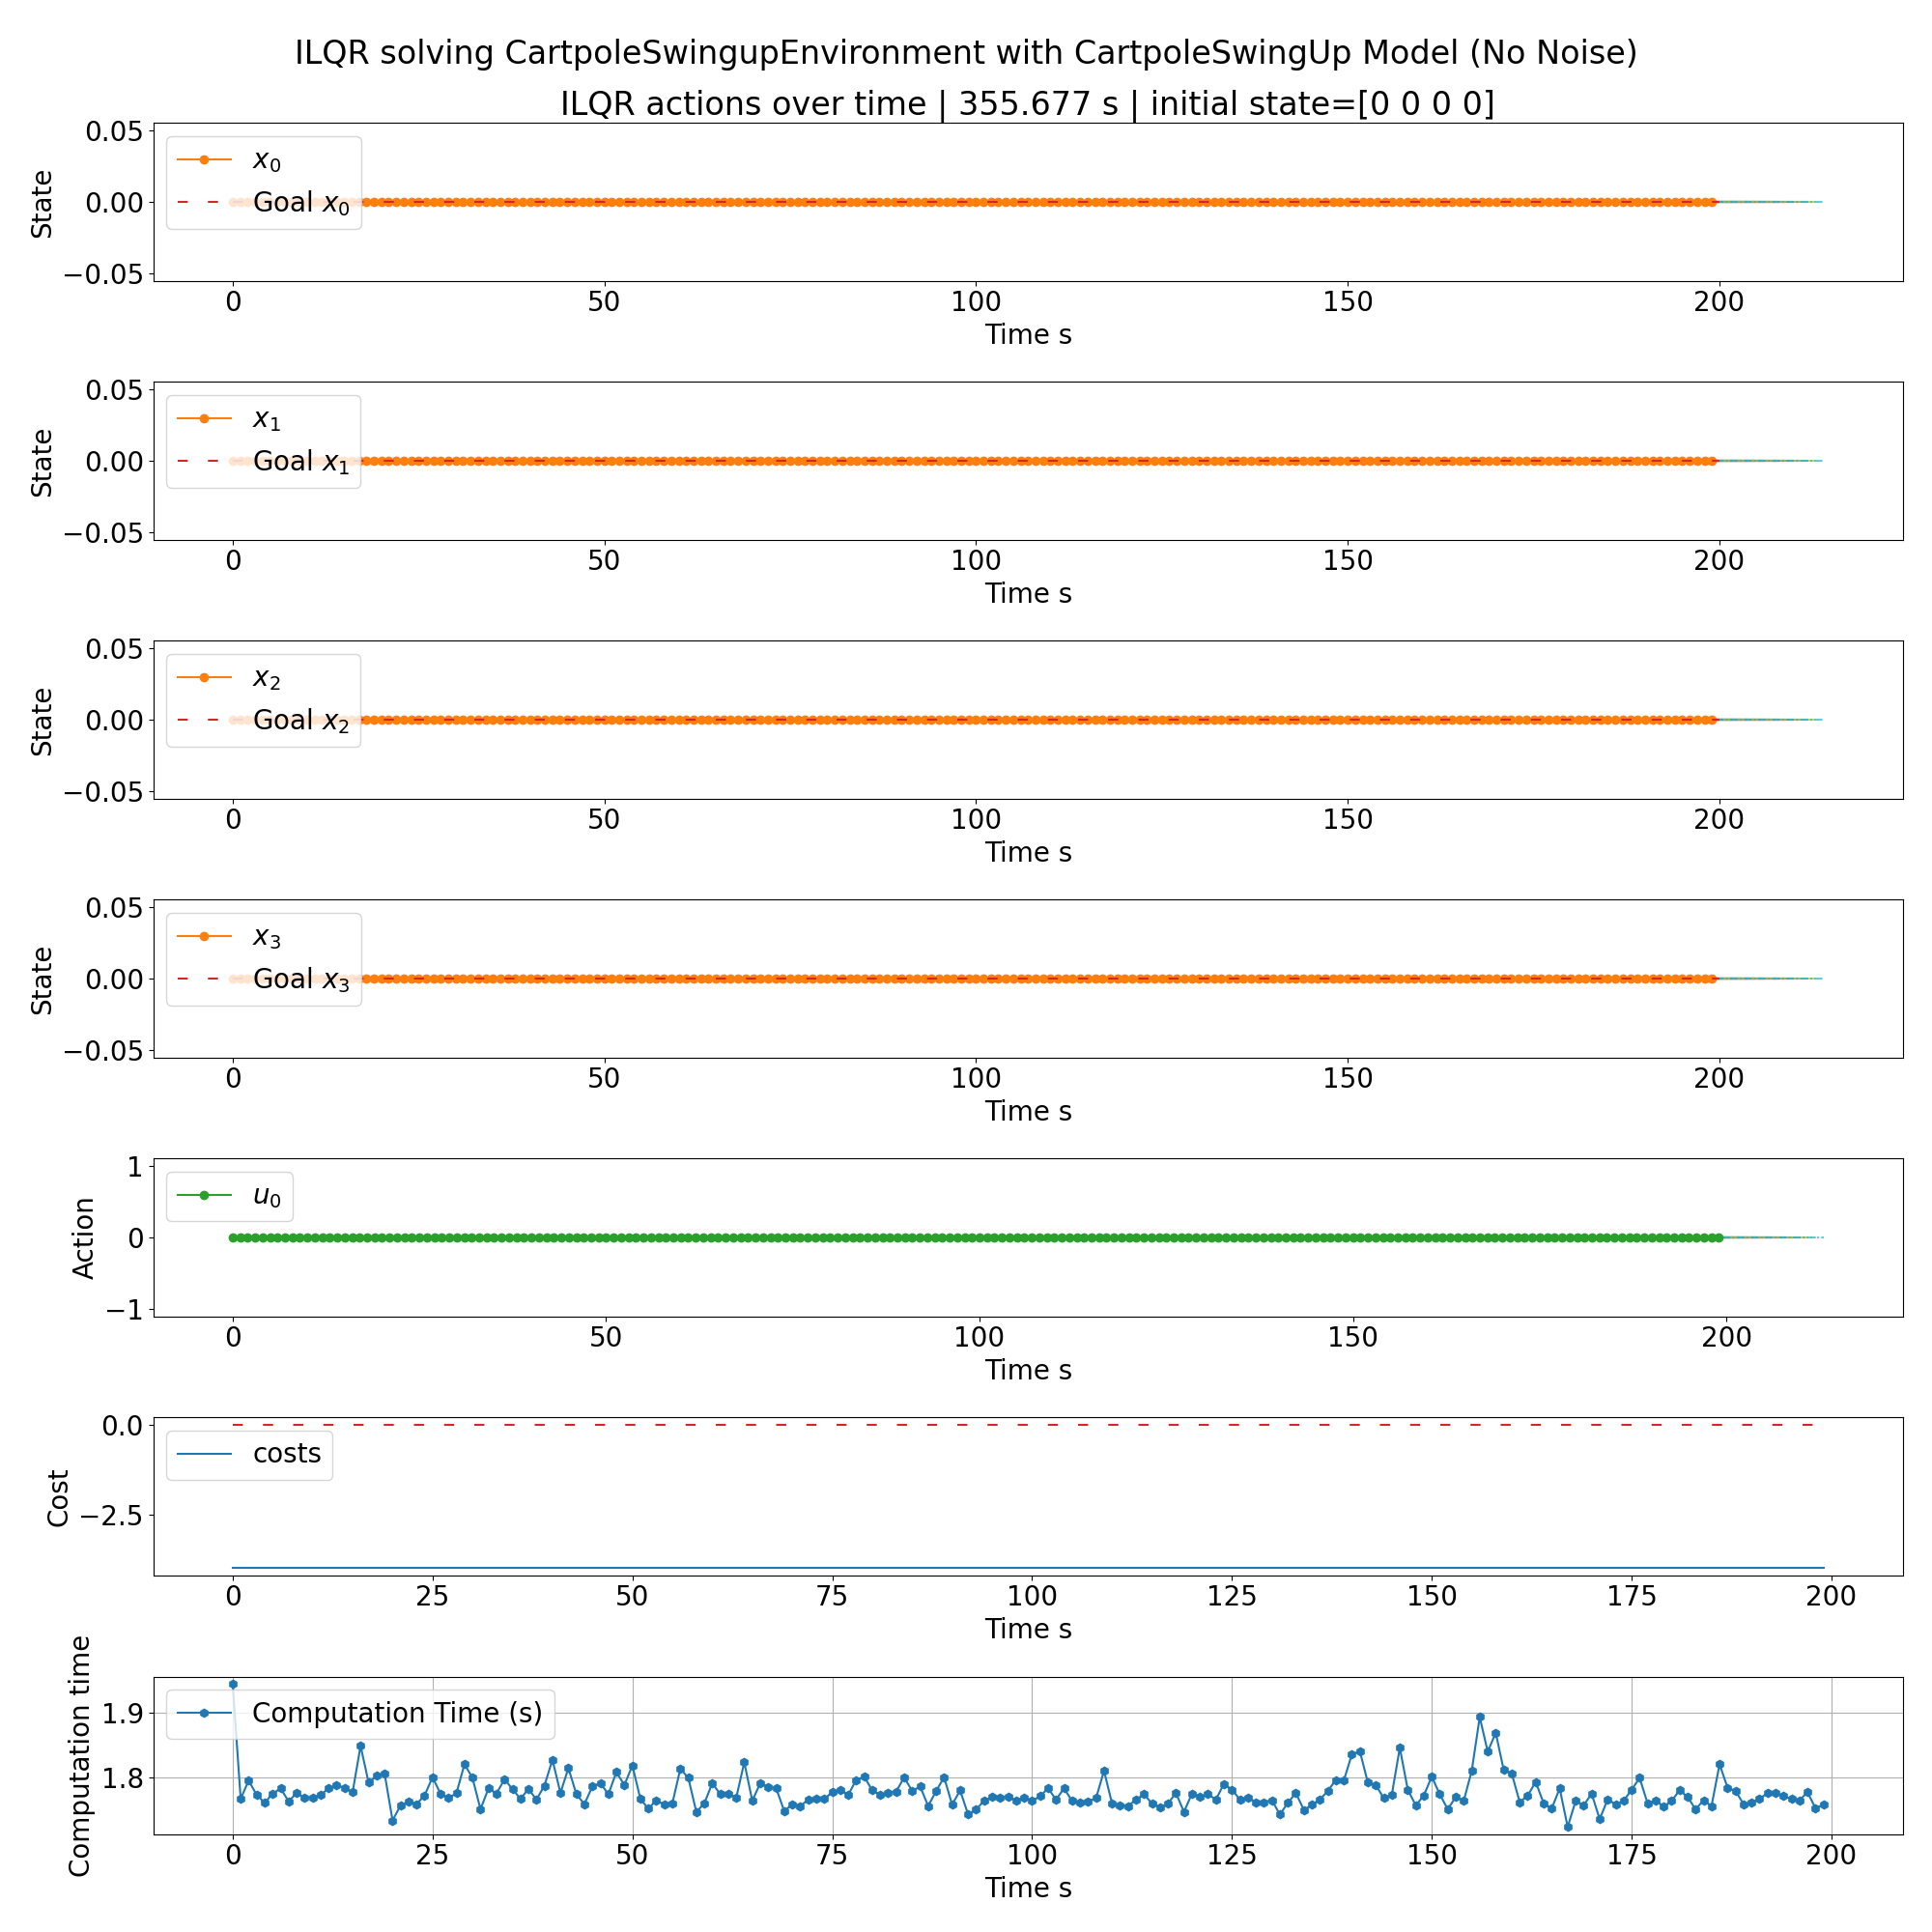 ILQR solving CartpoleSwingupEnvironment with CartpoleSwingUp Model (No Noise)
ILQR actions over time | 355.677 s | initial state=[0 0 0 0]
State
0.05
0.00
−0.05
x0
Goal x0
0 50 100 150 200
Time s
State
0.05
0.00
−0.05
x1
Goal x1
0 50 100 150 200
Time s
State
0.05
0.00
−0.05
x2
Goal x2
0 50 100 150 200
Time s
State
0.05
0.00
−0.05
x3
Goal x3
0 50 100 150 200
Time s
Action
1
0
−1
u0
0 50 100 150 200
Time s
Cost
0.0
−2.5
costs
0 25 50 75 100 125 150 175 200
Time s
Computation time
1.9
1.8
Computation Time (s)
0 25 50 75 100 125 150 175 200
Time s